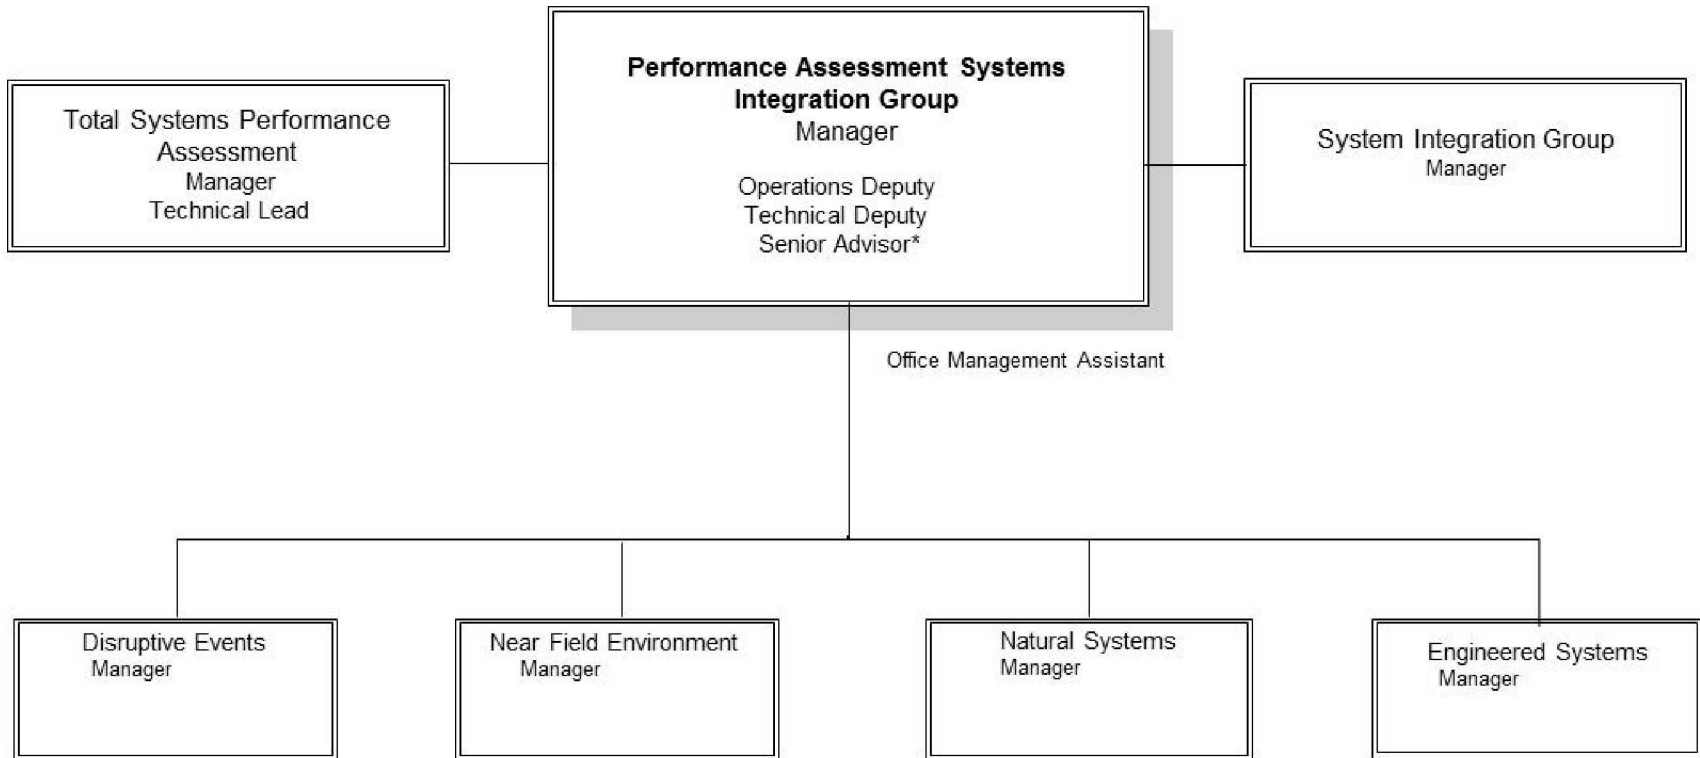 Performance Assessment Systems
Integration Group
Manager
Operations Deputy
Technical Deputy
Senior Advisor*
Total Systems Performance
Assessment
Manager
Technical Lead
System Integration Group
Manager
Office Management Assistant
Disruptive Events
Manager
Near Field Environment
Manager
Natural Systems
Manager
Engineered Systems
Manager